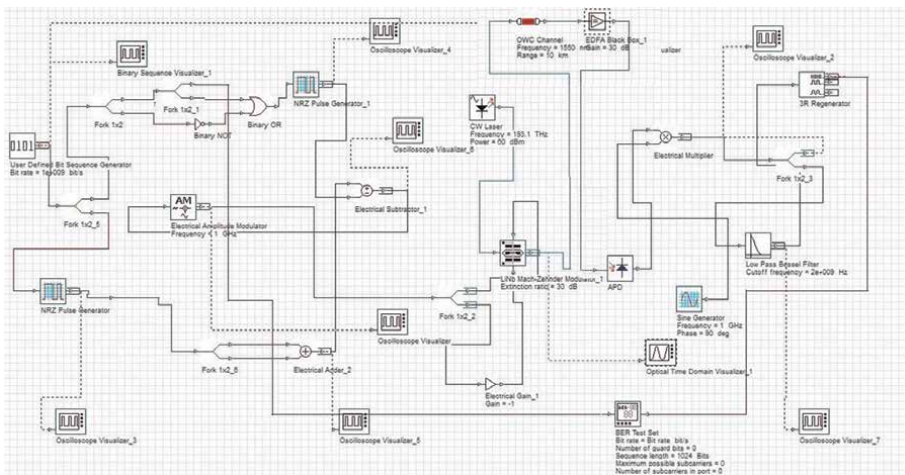 Oscilloscope Visualizer_4
OWC Channel
Frequency = 1550 nm
Range = 10 km
EDFA Black Box_1
Gain = 30 dB
ualizer
Oscilloscope Visualizer_2
Binary Sequence Visualizer_1
NRZ Pulse Generator_1
3R Regenerator
Fork 1x2
Fork 1x2_1
Binary NOT
Binary OR
CW Laser
Frequency = 193.1 THz
Power = 60 dBm
0101
User Defined Bit Sequence Generator
Bit rate = 1e+009 bit/s
Oscilloscope Visualizer_6
Electrical Multiplier
Fork 1x2_3
AM
Electrical Amplitude Modulator
Frequency = 1 GHz
Electrical Subtractor_1
Fork 1x2_5
Low Pass Bessel Filter
Cutoff frequency = 2e+009 Hz
LiNb Mach-Zehnder Modulator_1
Extinction ratio = 30 dB
APD
NRZ Pulse Generator
Fork 1x2_2
Sine Generator
Frequency = 1 GHz
Phase = 90 deg
Oscilloscope Visualizer
Fork 1x2_6
Electrical Adder_2
Optical Time Domain Visualizer_1
Electrical Gain_1
Gain = -1
Oscilloscope Visualizer_3
Oscilloscope Visualizer_5
BER Test Set
Bit rate = Bit rate bit/s
Number of guard bits = 0
Sequence length = 1024 Bits
Maximum possible subcarriers = 0
Number of subcarriers in port = 0
Oscilloscope Visualizer_7